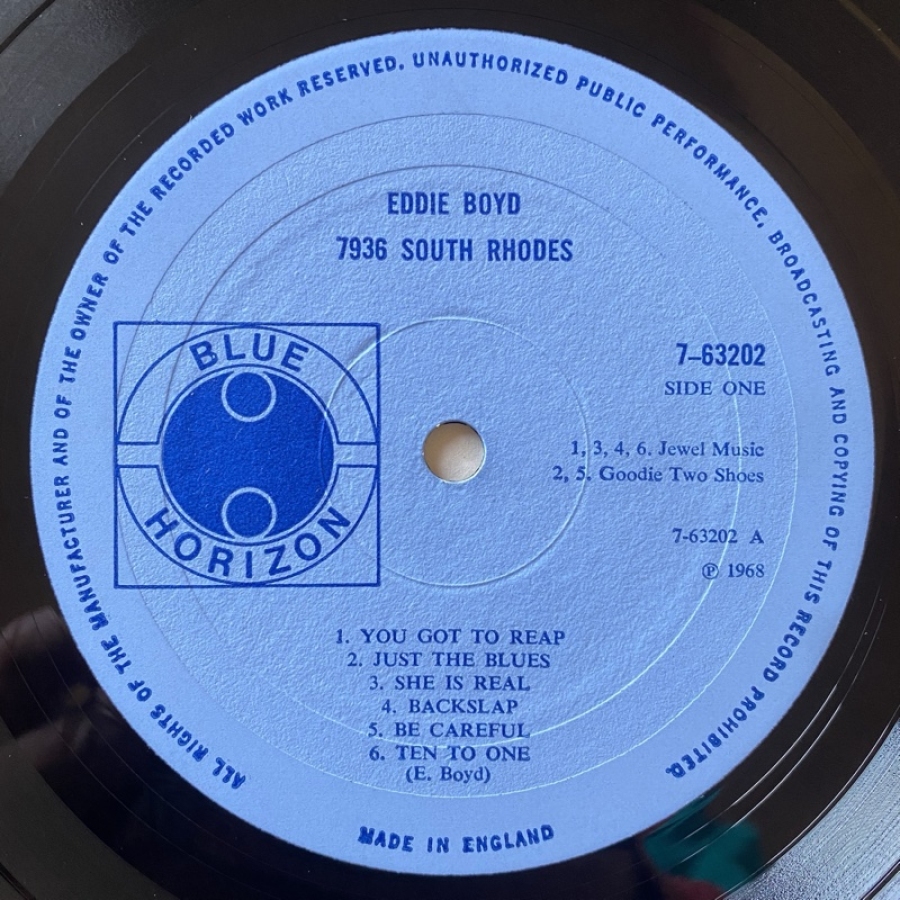 ALL RIGHTS OF THE MANUFACTURER AND OF THE OWNER OF THE RECORDED WORK RESERVED. UNAUTHORIZED PUBLIC PERFORMANCE, BROADCASTING AND COPYING OF THIS RECORD PROHIBITED.
EDDIE BOYD
7936 SOUTH RHODES
BLUE
HORIZON
7–63202
SIDE ONE
1, 3, 4, 6. Jewel Music
2, 5. Goodie Two Shoes
7-63202 A
℗ 1968
1. YOU GOT TO REAP
2. JUST THE BLUES
3. SHE IS REAL
4. BACKSLAP
5. BE CAREFUL
6. TEN TO ONE
(E. Boyd)
MADE IN ENGLAND